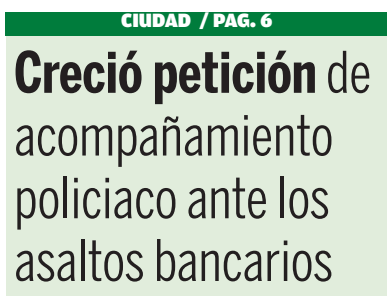 CIUDAD / PAG. 6
Creció petición de
acompañamiento
policiaco ante los
asaltos bancarios